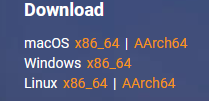 Download
macOS x86_64 | AArch64
Windows x86_64
Linux x86_64 | AArch64